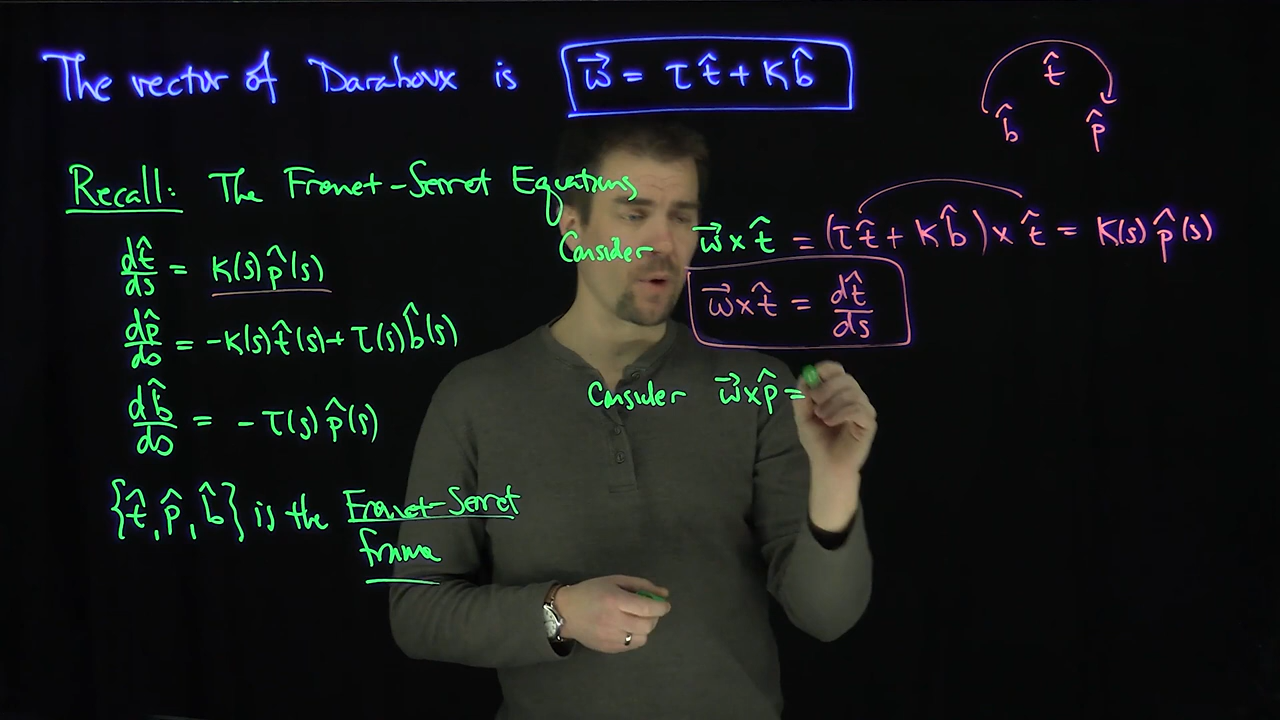 The vector of Darahoux is w⃗ = τt̂ + κb̂
t̂
b̂ p̂
Recall: The Frenet-Serret Equations
dt̂/ds = κ(s)p̂(s)
dp̂/ds = -κ(s)t̂(s)+τ(s)b̂(s)
db̂/ds = -τ(s)p̂(s)
{t̂, p̂, b̂} is the Frenet-Serret
frame
Consider w⃗×t̂ = (τt̂+κb̂)×t̂ = κ(s)p̂(s)
w⃗×t̂ = dt̂/ds
Consider w⃗×p̂ =